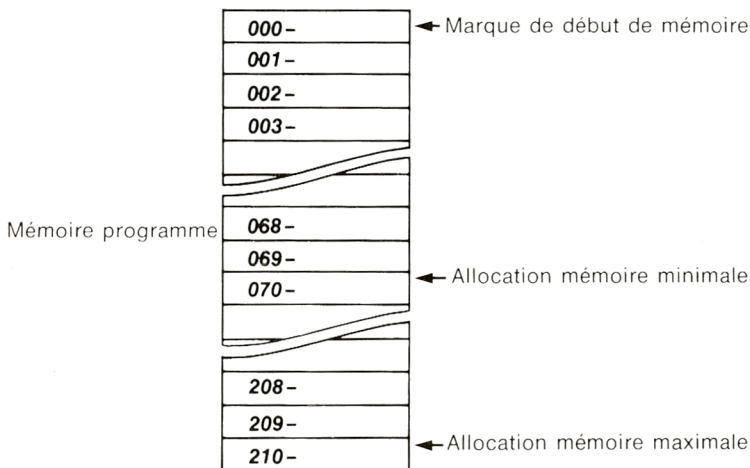 000- Marque de début de mémoire
001-
002-
003-
Mémoire programme
068-
069-
070- Allocation mémoire minimale
208-
209-
210- Allocation mémoire maximale